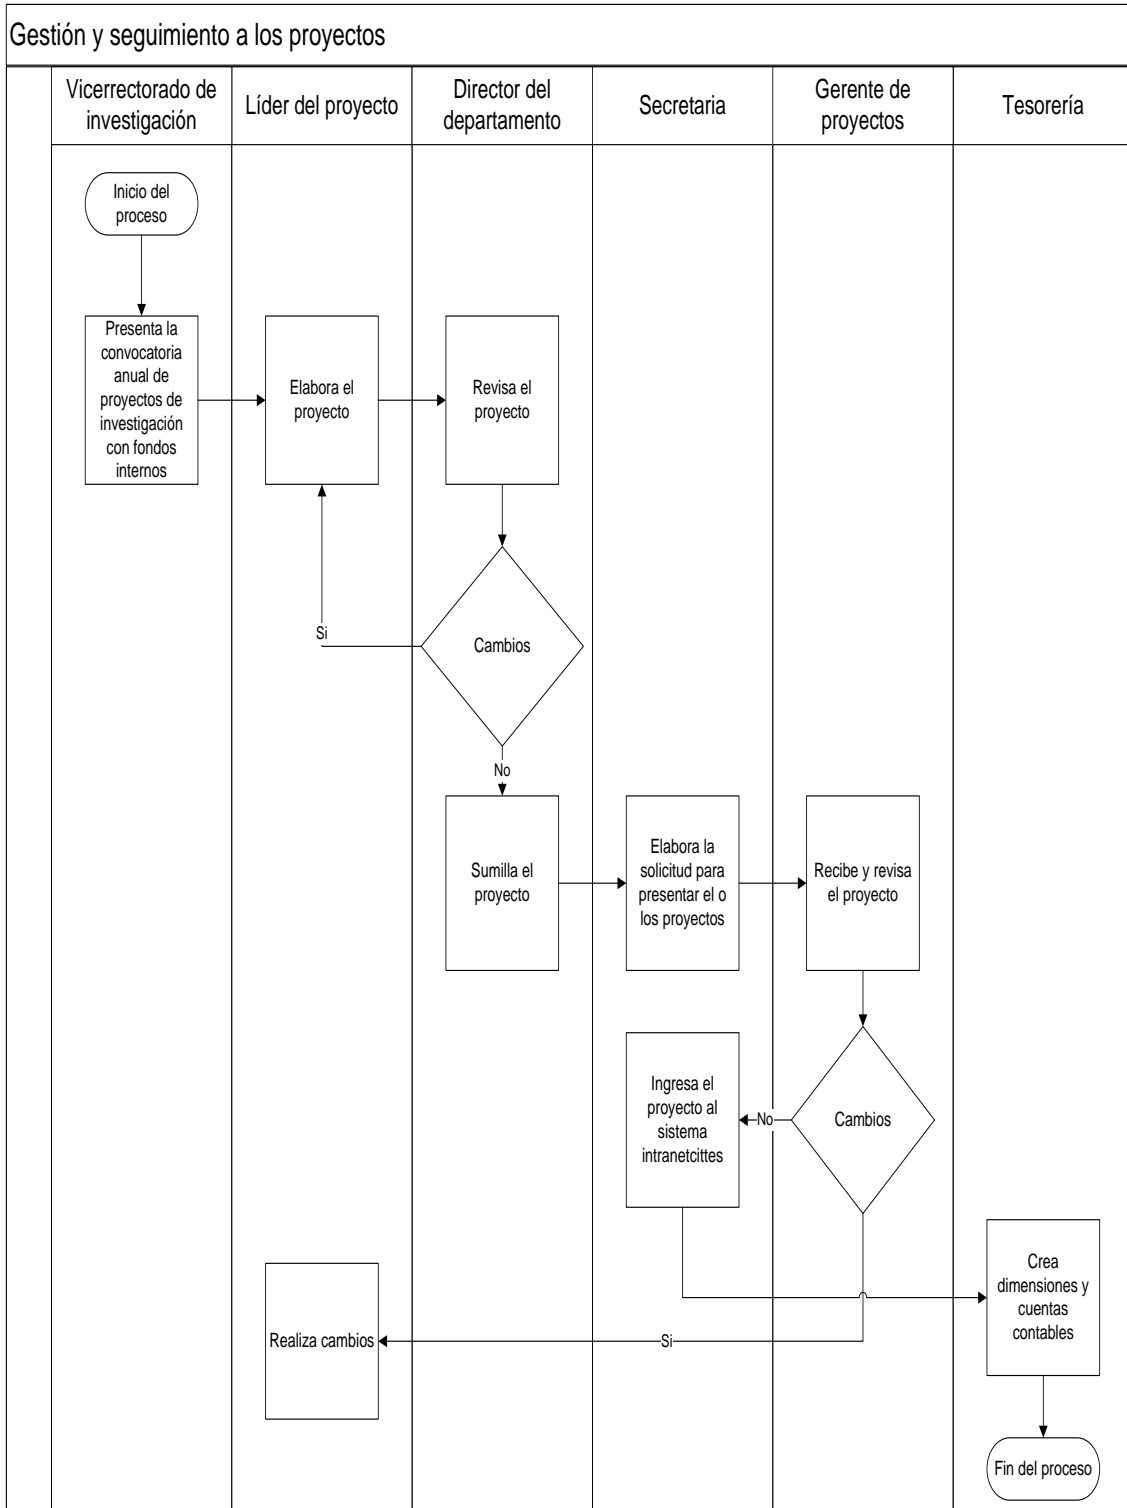 Gestión y seguimiento a los proyectos
Vicerrectorado de
investigación
Líder del proyecto
Director del
departamento
Secretaria
Gerente de
proyectos
Tesorería
Inicio del
proceso
Presenta la
convocatoria
anual de
proyectos de
investigación
con fondos
internos
Elabora el
proyecto
Revisa el
proyecto
Si
Cambios
No
Sumilla el
proyecto
Elabora la
solicitud para
presentar el o
los proyectos
Recibe y revisa
el proyecto
Ingresa el
proyecto al
sistema
intranetcittes
No
Cambios
Crea
dimensiones y
cuentas
contables
Realiza cambios
Si
Fin del proceso